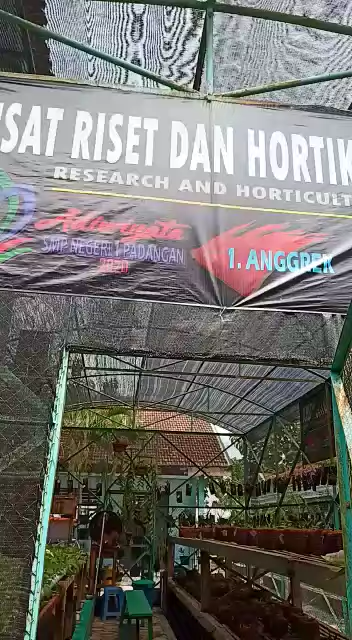 SAT RISET DAN HORTIK
RESEARCH AND HORTICULT
Adiwiyata
SMP NEGERI 1 PADANGAN
1. ANGGREK